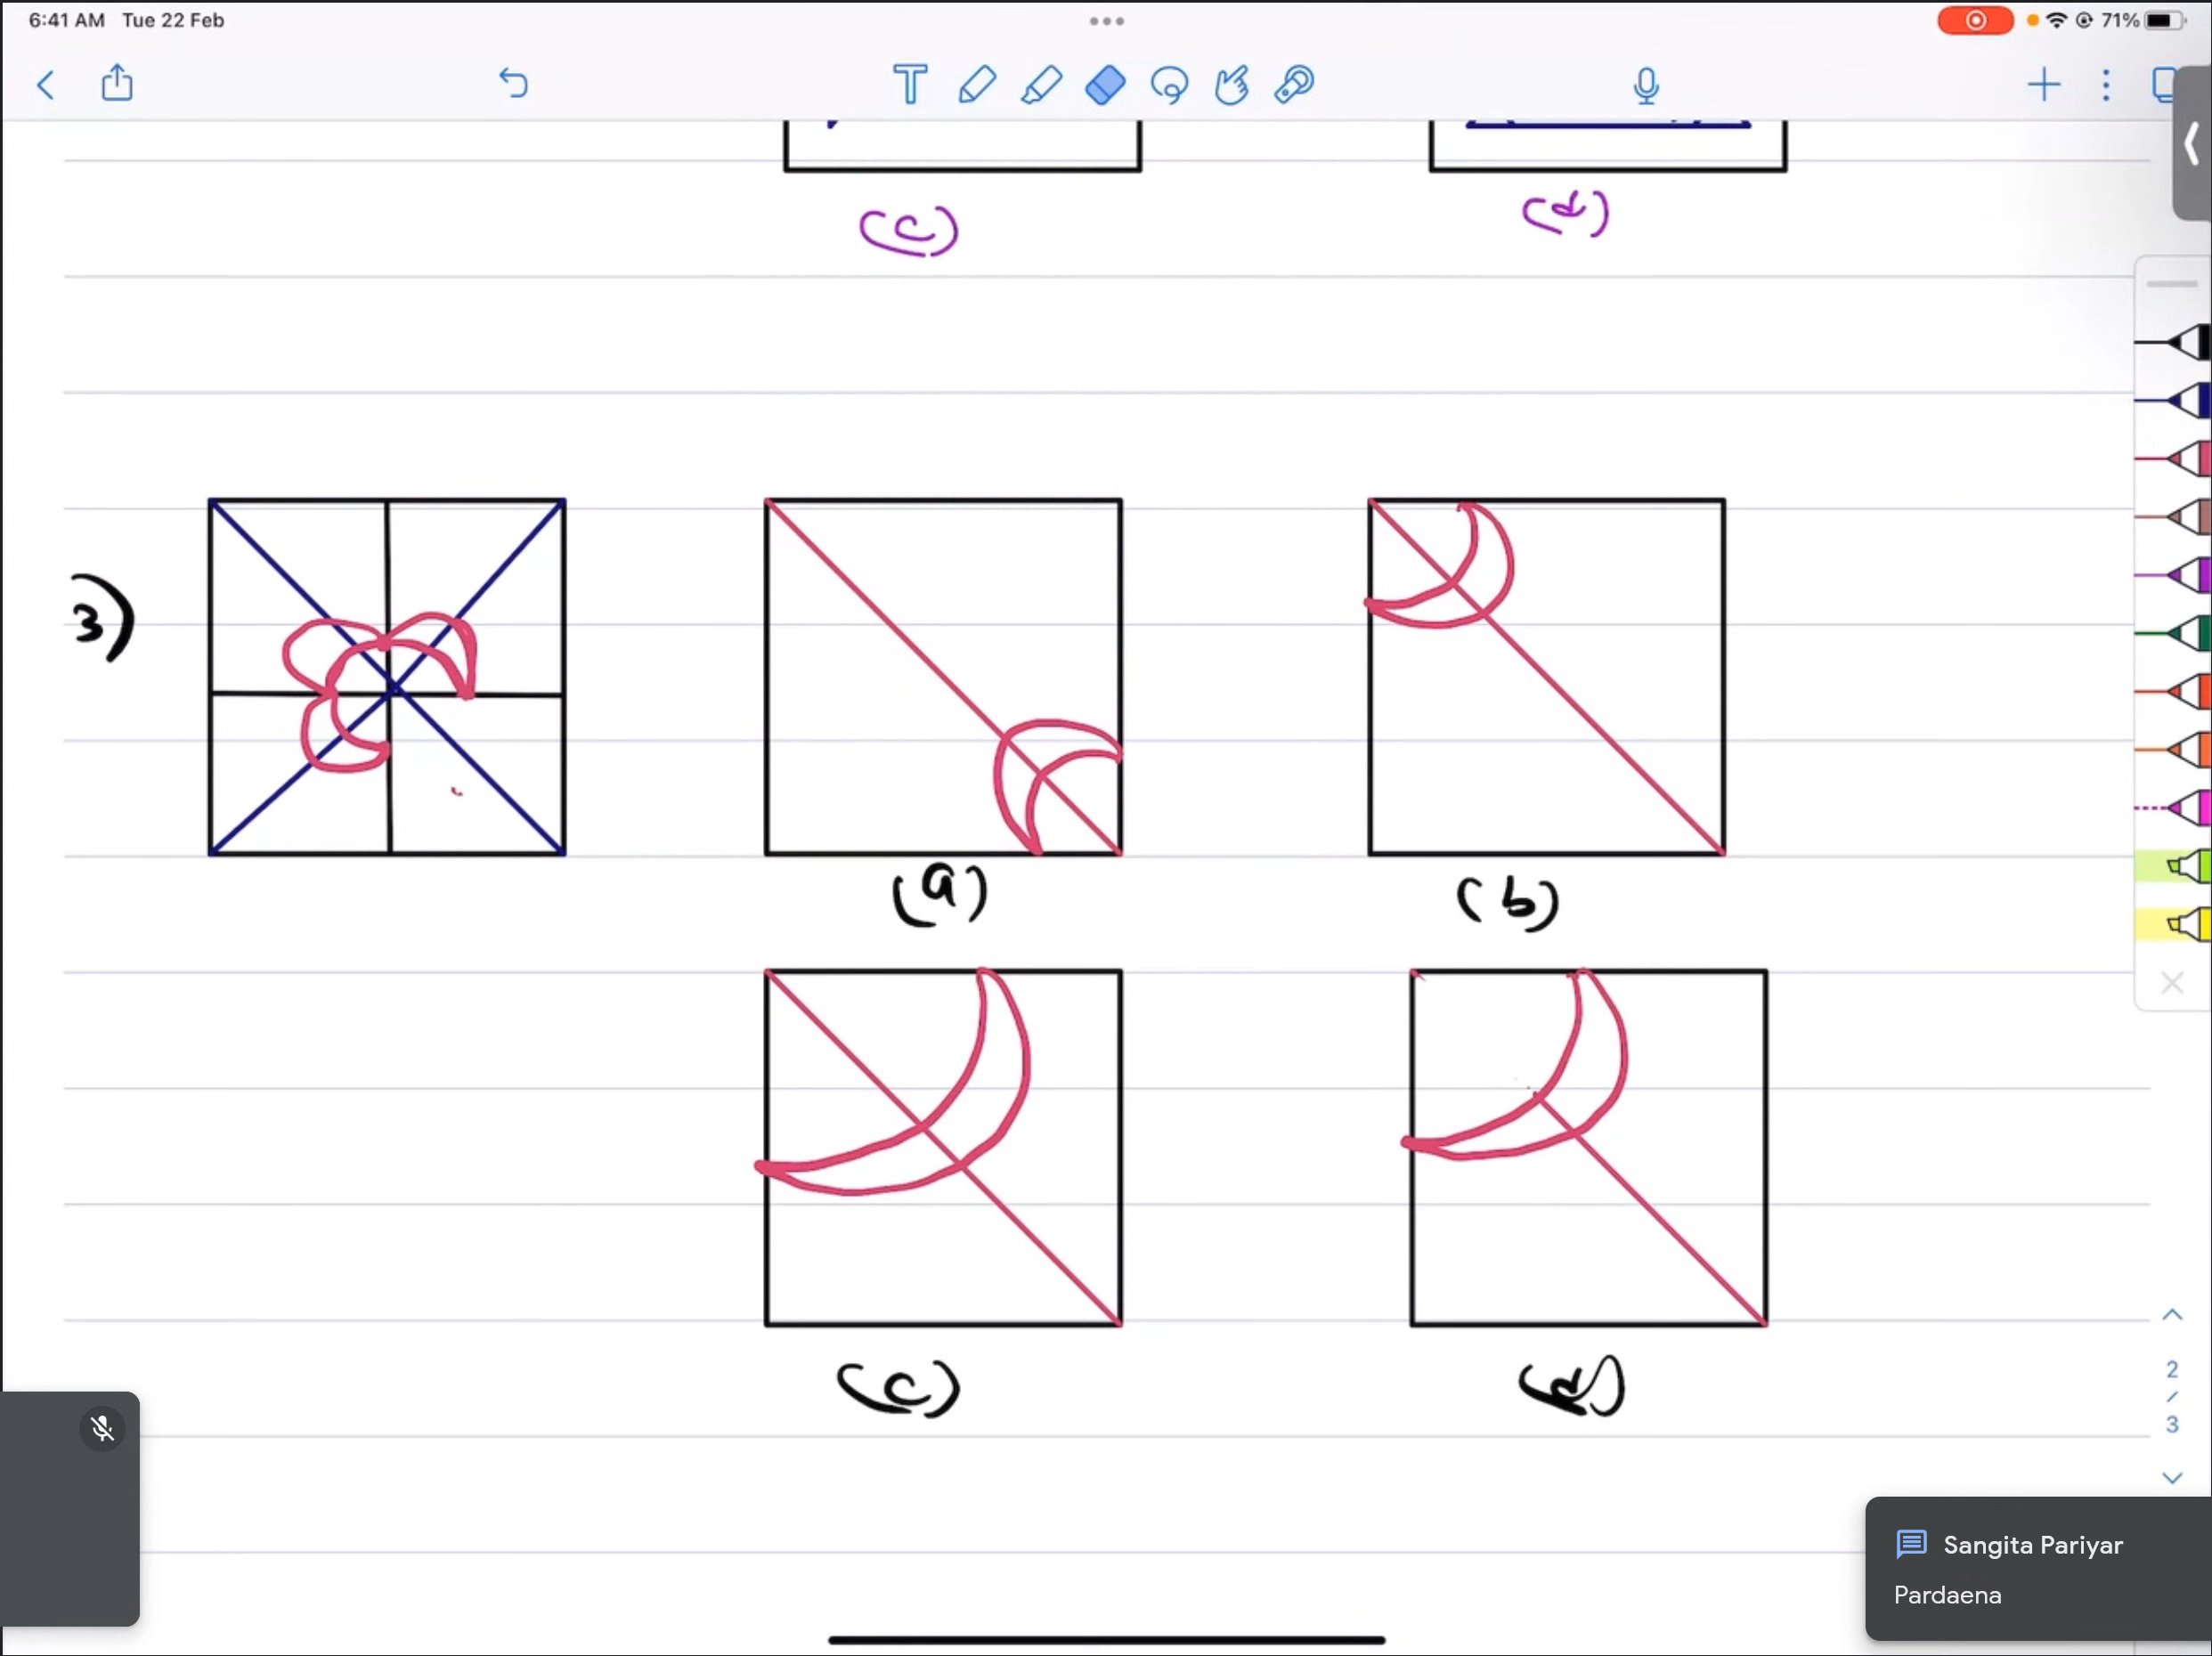 6:41 AM Tue 22 Feb
71%
T
(c)
(d)
3)
(a)
(b)
(c)
(d)
2
/
3
Sangita Pariyar
Pardaena